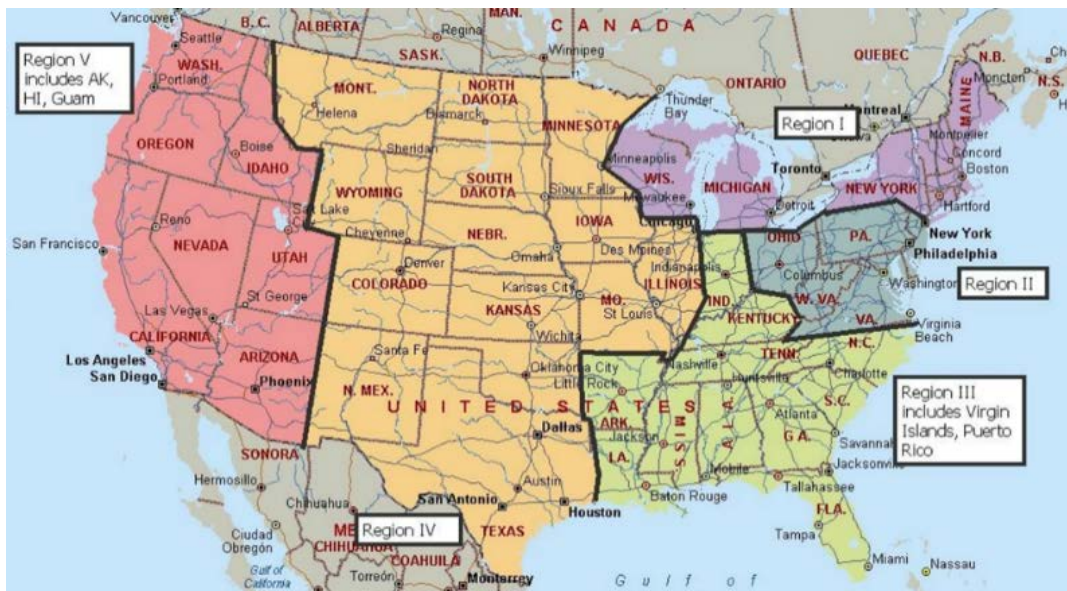 Vancouver
B. C.
ALBERTA
MAN.
CANADA
Regina
SASK.
Winnipeg
ONTARIO
QUEBEC
N.B.
Moncton
N.S.
Region V
includes AK,
HI, Guam
Seattle
WASH.
Portland
OREGON
Boise
IDAHO
MONT.
Helena
NORTH
DAKOTA
Bismarck
MINNESOTA
Minneapolis
Thunder
Bay
Region I
Montreal
MAINE
Montpelier
Concord
Boston
Hartford
Toronto
NEW YORK
New York
Philadelphia
Sheridan
WYOMING
SOUTH
DAKOTA
Sioux Falls
WIS.
Milwaukee
MICHIGAN
Detroit
Chicago
Reno
San Francisco
NEVADA
Salt Lake
UTAH
Cheyenne
NEBR.
IOWA
Des Moines
Omaha
Denver
COLORADO
Kansas City
KANSAS
MO.
St Louis
ILLINOIS
Indianapolis
IND.
OHIO
Columbus
PA.
Washington
W. VA.
VA.
Region II
Virginia
Beach
KENTUCKY
St George
Las Vegas
CALIFORNIA
Los Angeles
San Diego
ARIZONA
Phoenix
Santa Fe
N. MEX.
Wichita
Oklahoma City
Little Rock
ARK.
Nashville
TENN.
Huntsville
N.C.
Charlotte
S.C.
UNITED STATES
Atlanta
GA.
Savannah
Region III
includes Virgin
Islands, Puerto
Rico
Dallas
LA.
Jackson
MISS
ALA.
Mobile
Baton Rouge
Tallahassee
Jacksonville
FLA.
Tampa
Miami
Nassau
SONORA
Hermosillo
Chihuahua
Ciudad
Obregón
Gulf of
California
Region IV
CHIHUAHUA
COAHUILA
Torreón
Monterrey
Austin
San Antonio
Houston
TEXAS
Gulf of